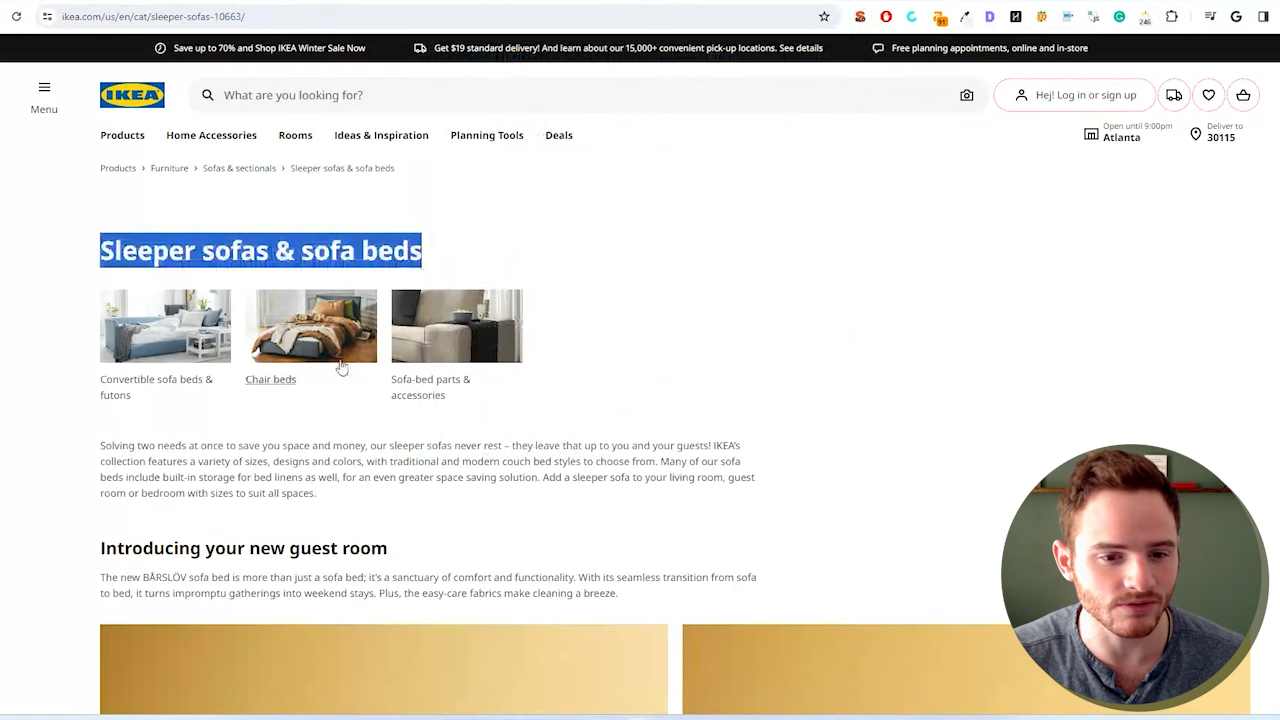 ikea.com/us/en/cat/sleeper-sofas-10663/
91
246
Save up to 70% and Shop IKEA Winter Sale Now
Get $19 standard delivery! And learn about our 15,000+ convenient pick-up locations. See details
Free planning appointments, online and in-store
Menu
IKEA
What are you looking for?
Hej! Log in or sign up
Products
Home Accessories
Rooms
Ideas & Inspiration
Planning Tools
Deals
Open until 9:00pm
Atlanta
Deliver to
30115
Products › Furniture › Sofas & sectionals › Sleeper sofas & sofa beds
Sleeper sofas & sofa beds
Convertible sofa beds &
futons
Chair beds
Sofa-bed parts &
accessories
Solving two needs at once to save you space and money, our sleeper sofas never rest – they leave that up to you and your guests! IKEA's
collection features a variety of sizes, designs and colors, with traditional and modern couch bed styles to choose from. Many of our sofa
beds include built-in storage for bed linens as well, for an even greater space saving solution. Add a sleeper sofa to your living room, guest
room or bedroom with sizes to suit all spaces.
Introducing your new guest room
The new BÅRSLÖV sofa bed is more than just a sofa bed; it's a sanctuary of comfort and functionality. With its seamless transition from sofa
to bed, it turns impromptu gatherings into weekend stays. Plus, the easy-care fabrics make cleaning a breeze.